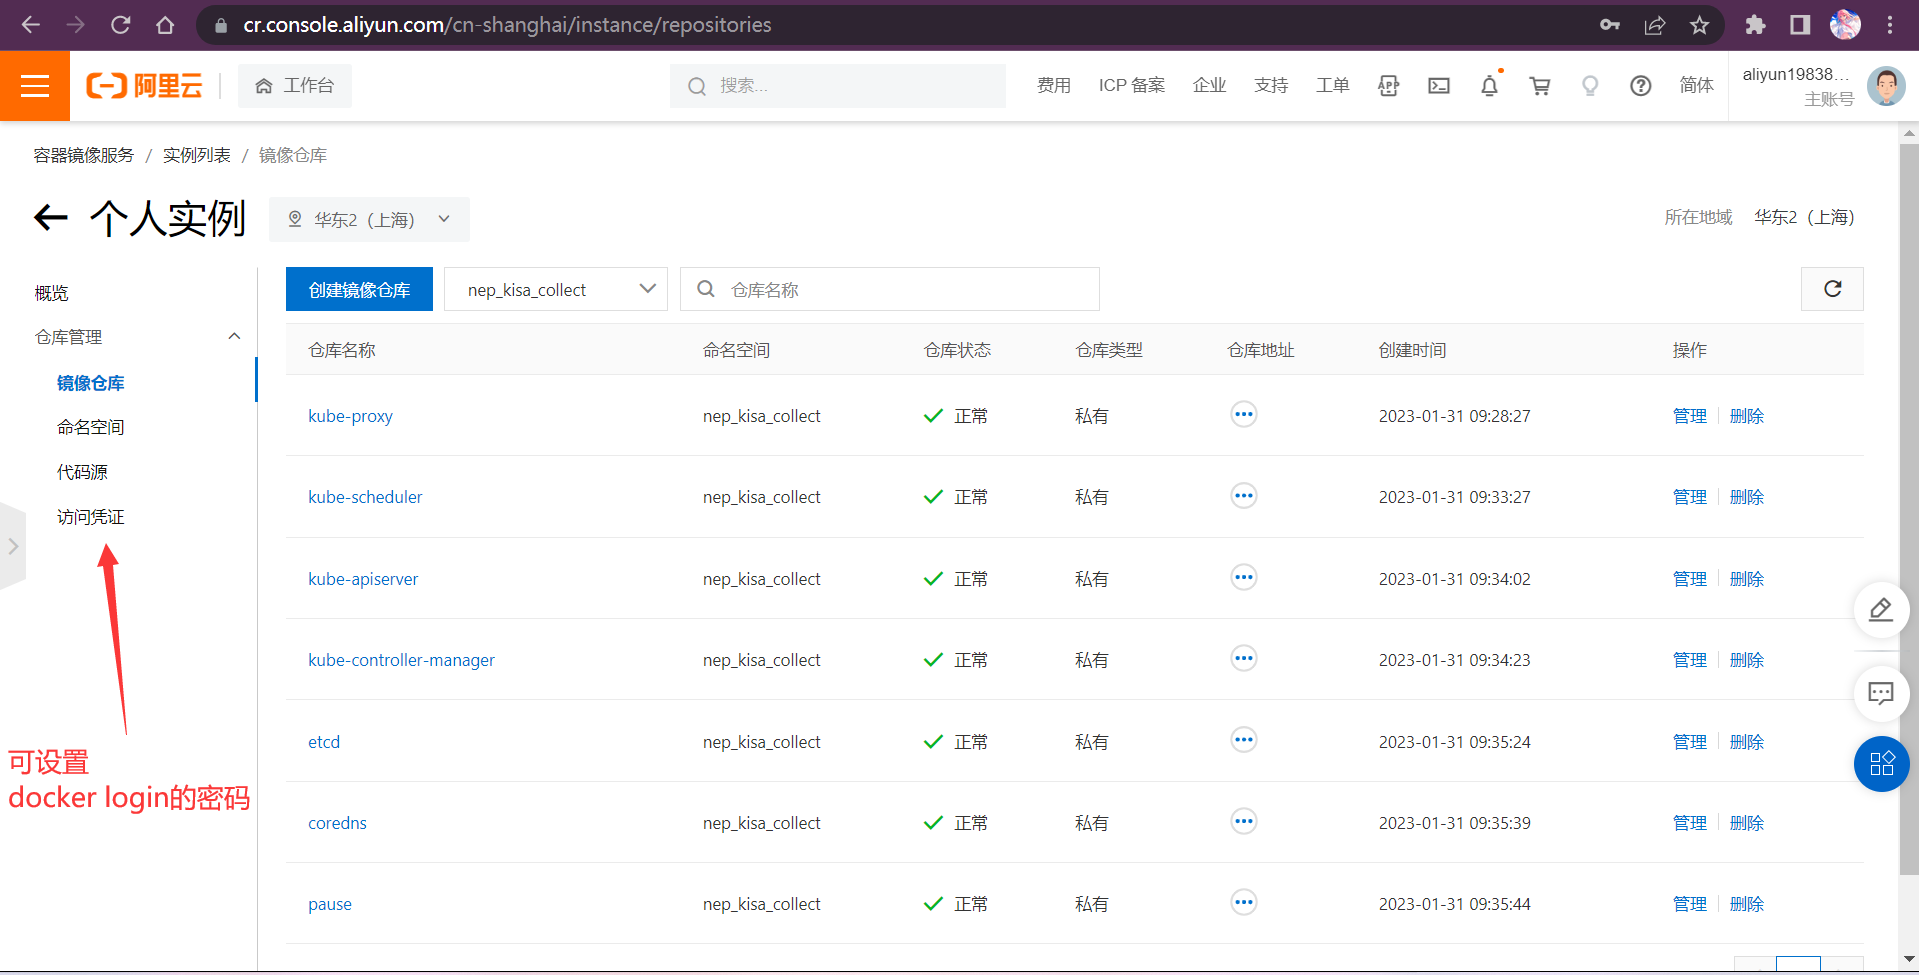 cr.console.aliyun.com/cn-shanghai/instance/repositories
阿里云
工作台
搜索...
费用
ICP 备案
企业
支持
工单
APP
简体
aliyun19838...
主账号
容器镜像服务 / 实例列表 / 镜像仓库
个人实例
华东2（上海）
所在地域 华东2（上海）
概览
仓库管理
镜像仓库
命名空间
代码源
访问凭证
可设置
docker login的密码
创建镜像仓库
nep_kisa_collect
仓库名称
仓库名称 命名空间 仓库状态 仓库类型 仓库地址 创建时间 操作
kube-proxy nep_kisa_collect 正常 私有 2023-01-31 09:28:27 管理 删除
kube-scheduler nep_kisa_collect 正常 私有 2023-01-31 09:33:27 管理 删除
kube-apiserver nep_kisa_collect 正常 私有 2023-01-31 09:34:02 管理 删除
kube-controller-manager nep_kisa_collect 正常 私有 2023-01-31 09:34:23 管理 删除
etcd nep_kisa_collect 正常 私有 2023-01-31 09:35:24 管理 删除
coredns nep_kisa_collect 正常 私有 2023-01-31 09:35:39 管理 删除
pause nep_kisa_collect 正常 私有 2023-01-31 09:35:44 管理 删除